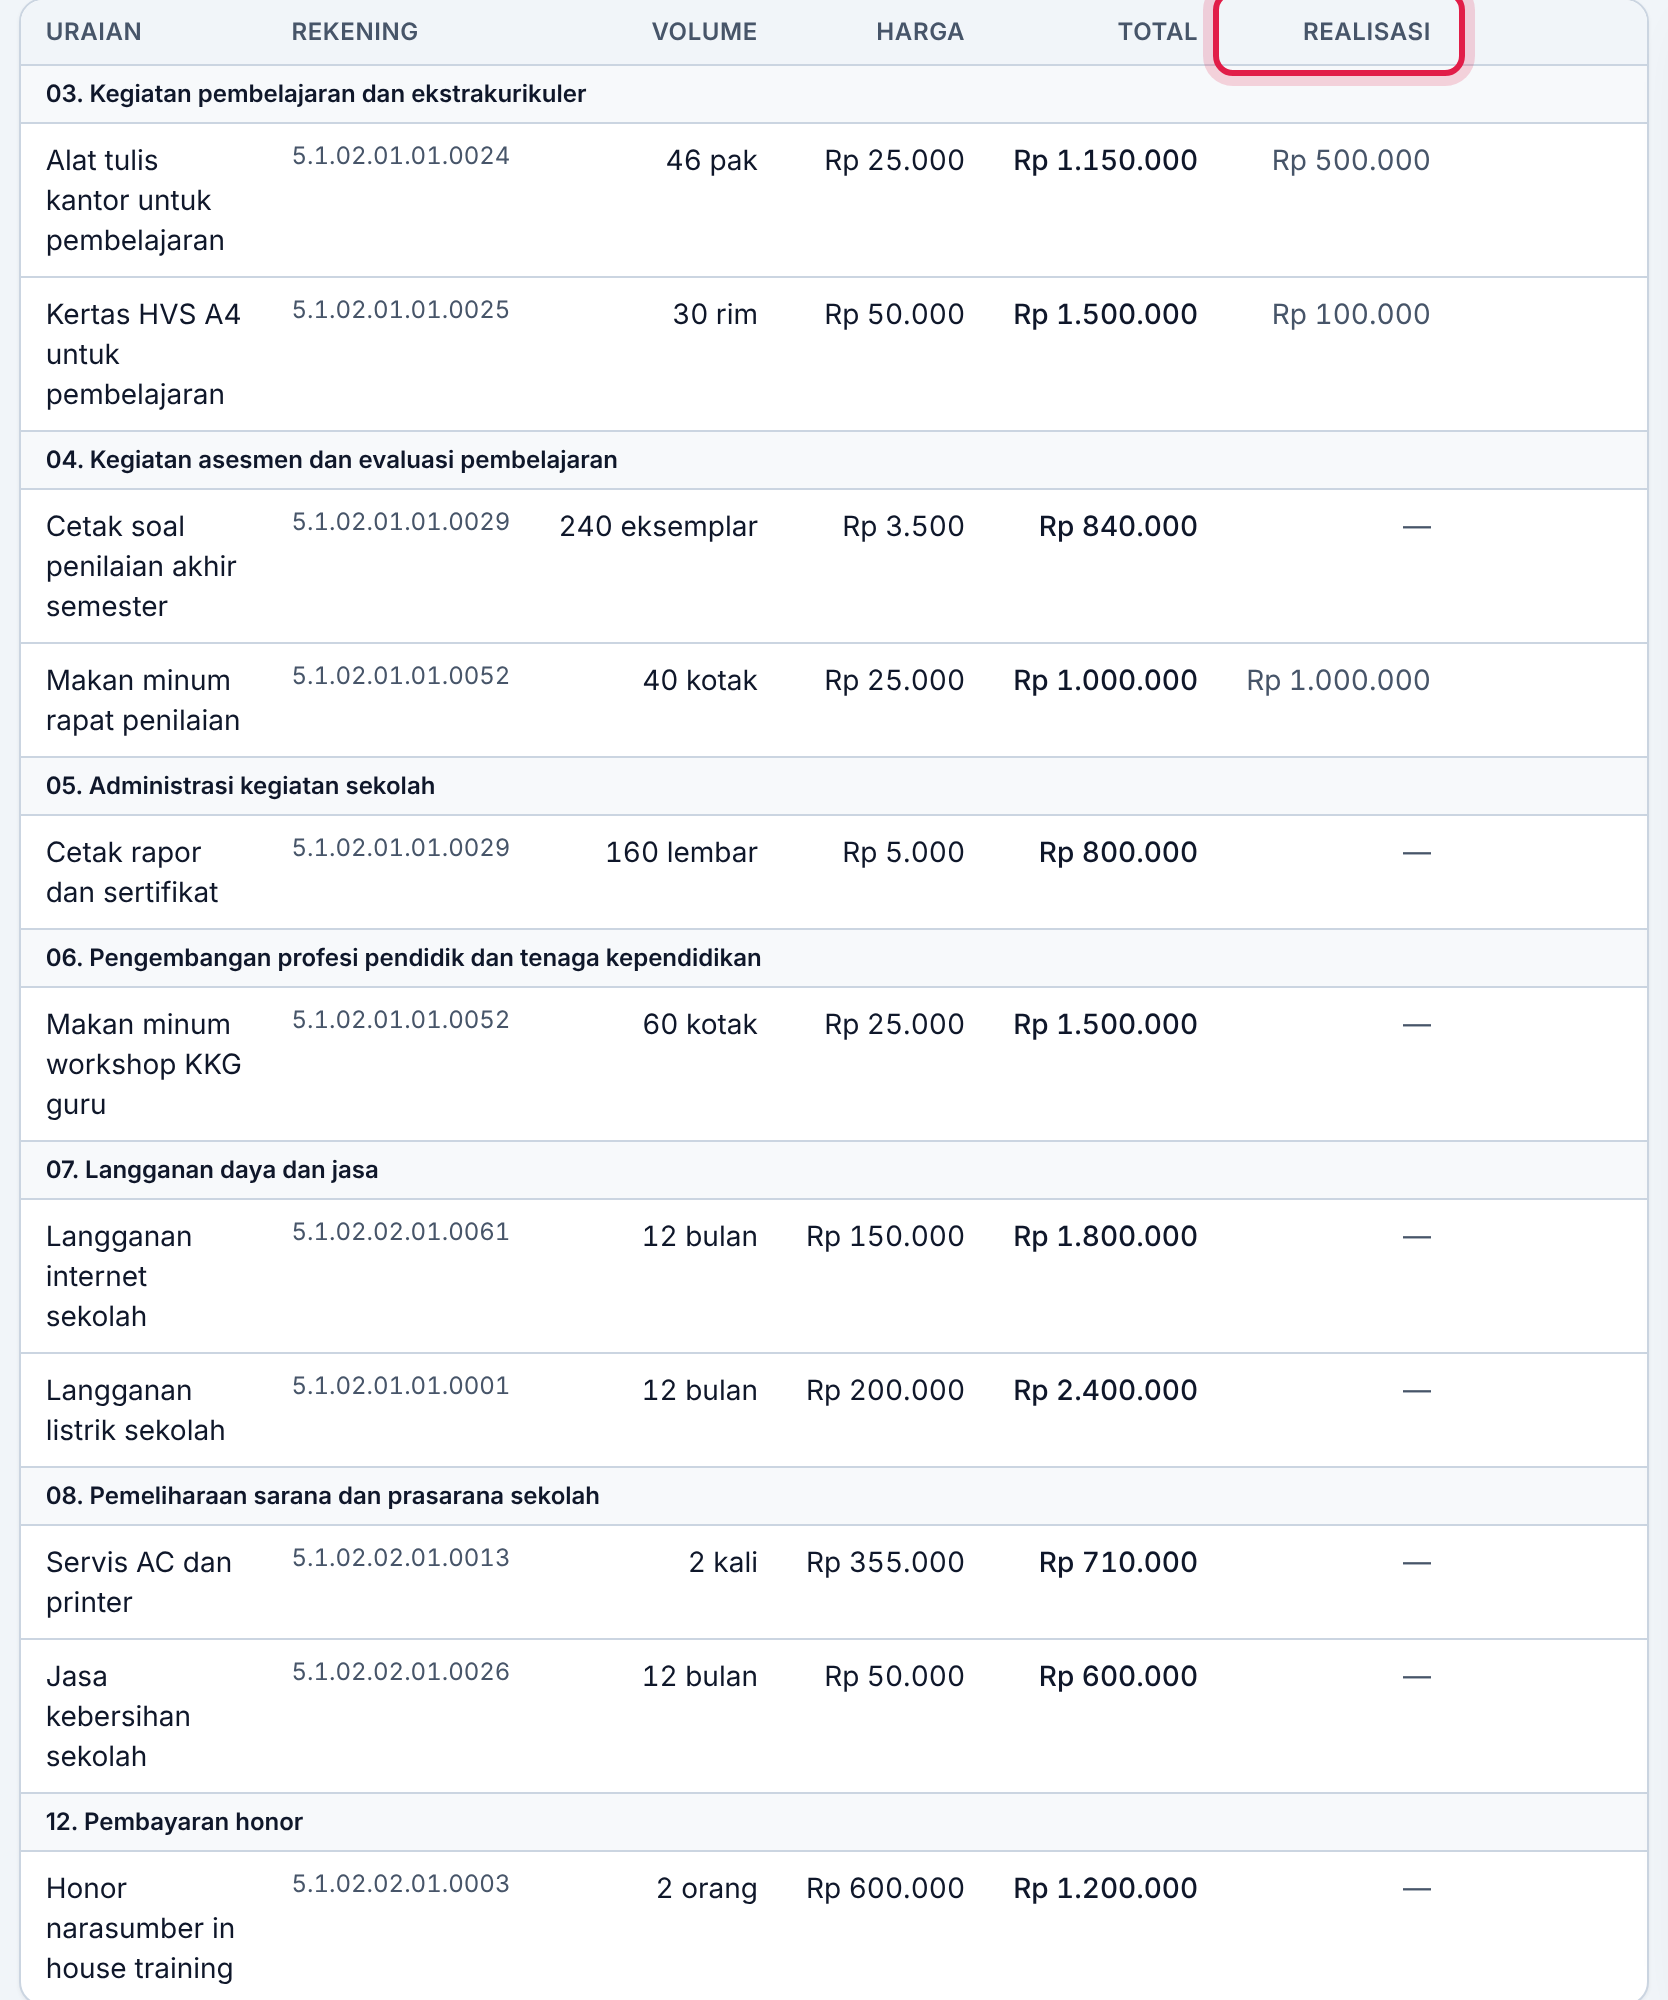 URAIAN REKENING VOLUME HARGA TOTAL REALISASI
03. Kegiatan pembelajaran dan ekstrakurikuler
Alat tulis 5.1.02.01.01.0024 46 pak Rp 25.000 Rp 1.150.000 Rp 500.000
kantor untuk
pembelajaran
Kertas HVS A4 5.1.02.01.01.0025 30 rim Rp 50.000 Rp 1.500.000 Rp 100.000
untuk
pembelajaran
04. Kegiatan asesmen dan evaluasi pembelajaran
Cetak soal 5.1.02.01.01.0029 240 eksemplar Rp 3.500 Rp 840.000 —
penilaian akhir
semester
Makan minum 5.1.02.01.01.0052 40 kotak Rp 25.000 Rp 1.000.000 Rp 1.000.000
rapat penilaian
05. Administrasi kegiatan sekolah
Cetak rapor 5.1.02.01.01.0029 160 lembar Rp 5.000 Rp 800.000 —
dan sertifikat
06. Pengembangan profesi pendidik dan tenaga kependidikan
Makan minum 5.1.02.01.01.0052 60 kotak Rp 25.000 Rp 1.500.000 —
workshop KKG
guru
07. Langganan daya dan jasa
Langganan 5.1.02.02.01.0061 12 bulan Rp 150.000 Rp 1.800.000 —
internet
sekolah
Langganan 5.1.02.01.01.0001 12 bulan Rp 200.000 Rp 2.400.000 —
listrik sekolah
08. Pemeliharaan sarana dan prasarana sekolah
Servis AC dan 5.1.02.02.01.0013 2 kali Rp 355.000 Rp 710.000 —
printer
Jasa 5.1.02.02.01.0026 12 bulan Rp 50.000 Rp 600.000 —
kebersihan
sekolah
12. Pembayaran honor
Honor 5.1.02.02.01.0003 2 orang Rp 600.000 Rp 1.200.000 —
narasumber in
house training